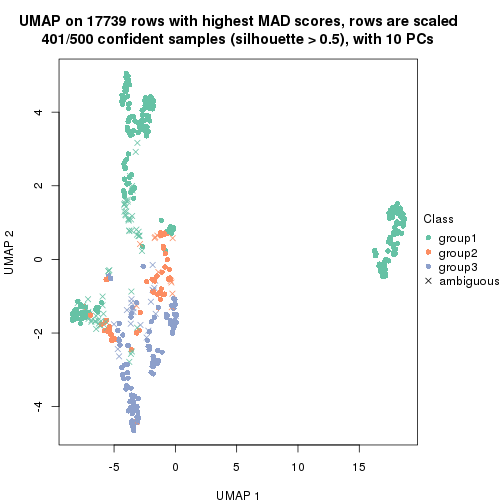 UMAP on 17739 rows with highest MAD scores, rows are scaled
401/500 confident samples (silhouette > 0.5), with 10 PCs
4
2
0
-2
-4
UMAP 2
-5
0
5
10
15
UMAP 1
Class
group1
group2
group3
ambiguous